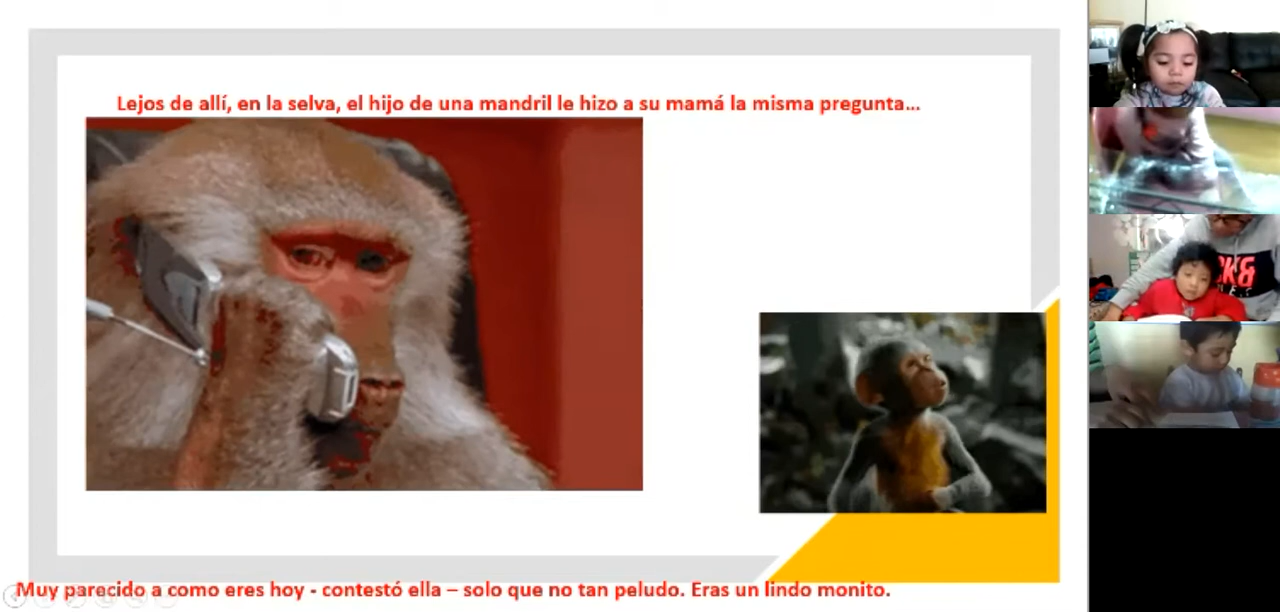 Lejos de allí, en la selva, el hijo de una mandril le hizo a su mamá la misma pregunta...
Muy parecido a como eres hoy - contestó ella – solo que no tan peludo. Eras un lindo monito.